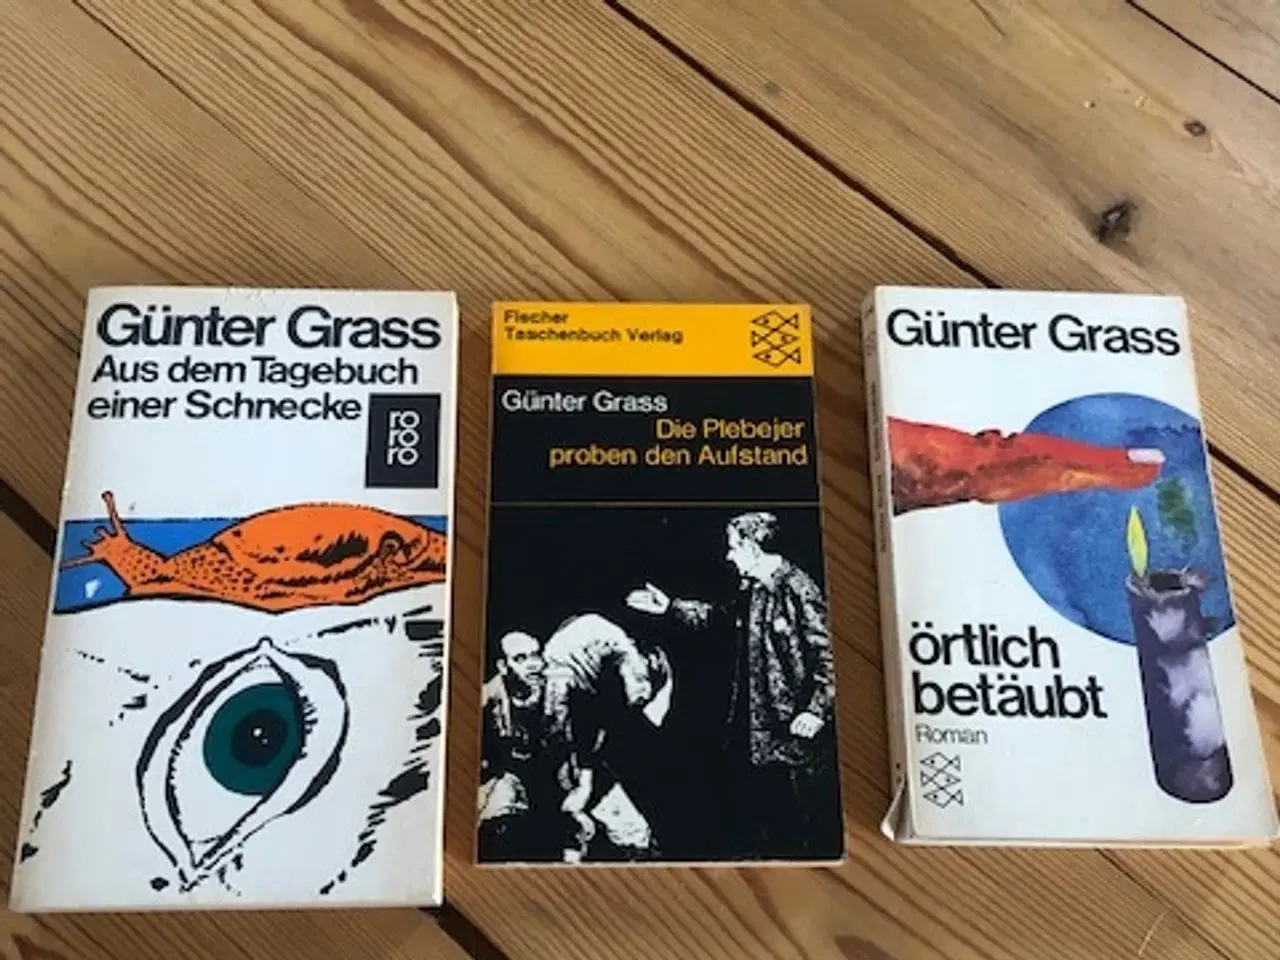 Günter Grass
Aus dem Tagebuch
einer Schnecke
ro
ro
ro
Fischer
Taschenbuch Verlag
Günter Grass
Die Plebejer
proben den Aufstand
Günter Grass
örtlich
betäubt
Roman